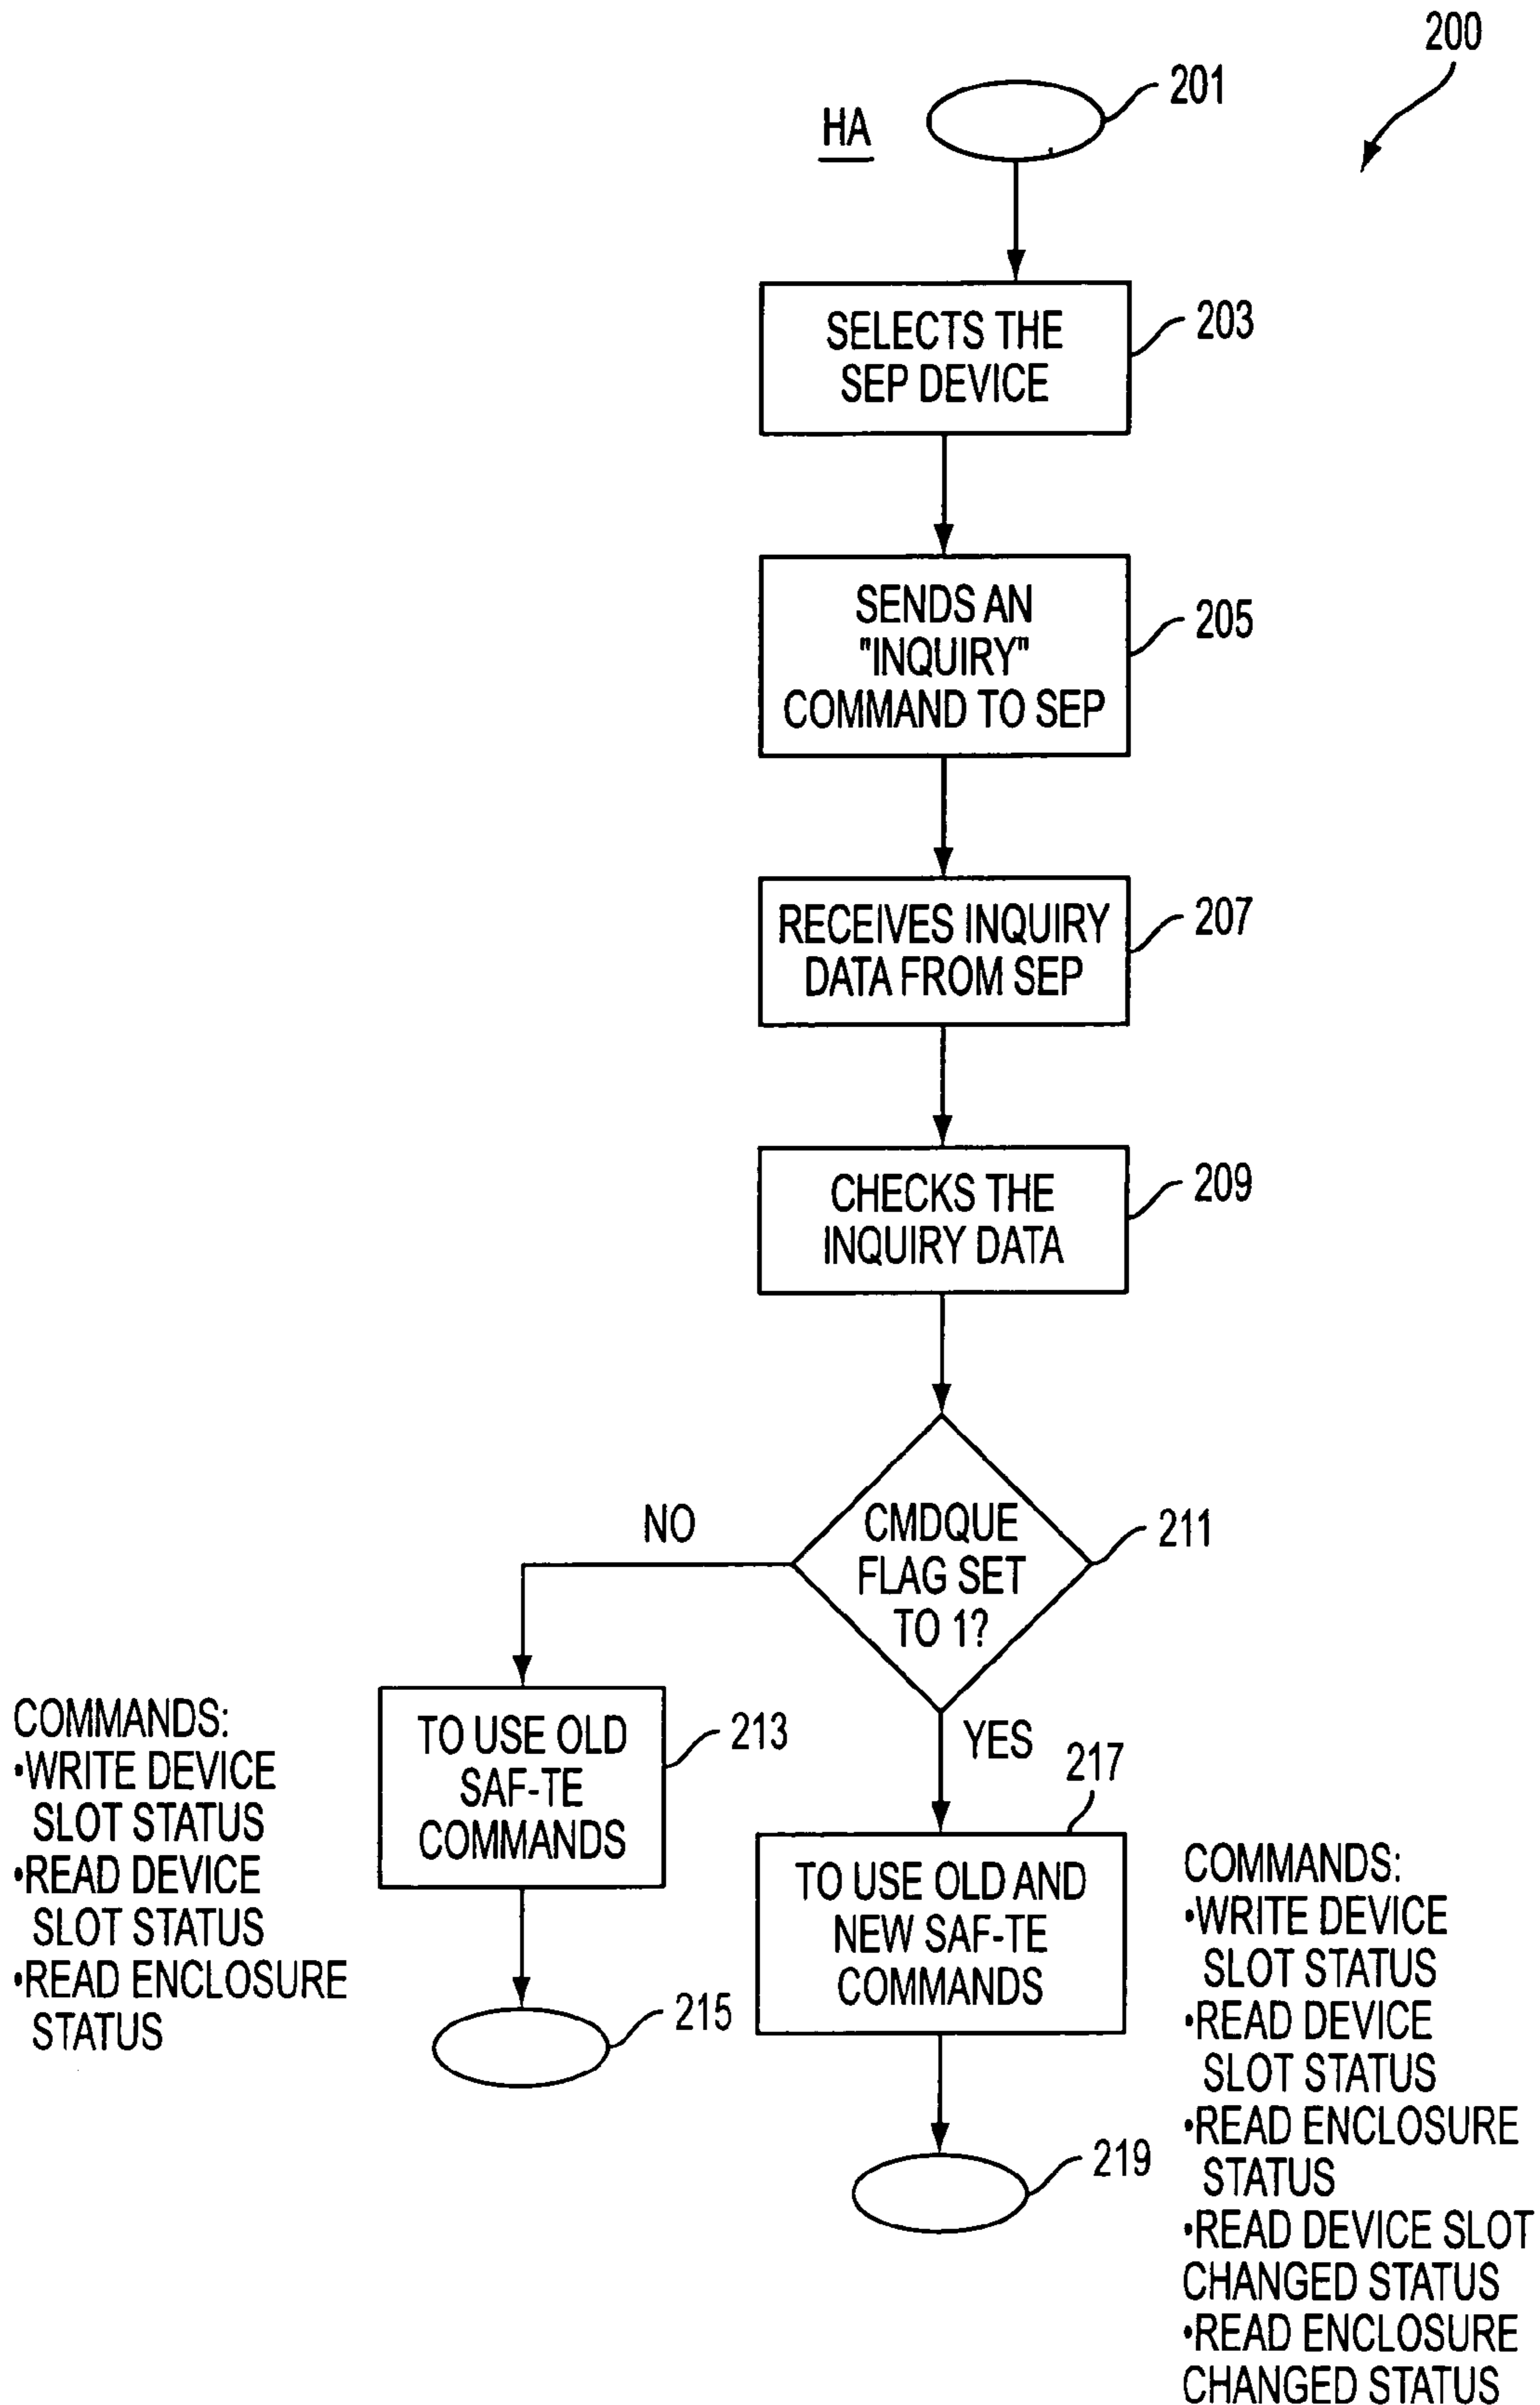 200
201
HA
SELECTS THE
SEP DEVICE
203
SENDS AN
"INQUIRY"
COMMAND TO SEP
205
RECEIVES INQUIRY
DATA FROM SEP
207
CHECKS THE
INQUIRY DATA
209
CMDQUE
FLAG SET
TO 1?
211
NO
YES
COMMANDS:
•WRITE DEVICE
SLOT STATUS
•READ DEVICE
SLOT STATUS
•READ ENCLOSURE
STATUS
TO USE OLD
SAF-TE
COMMANDS
213
215
217
TO USE OLD AND
NEW SAF-TE
COMMANDS
219
COMMANDS:
•WRITE DEVICE
SLOT STATUS
•READ DEVICE
SLOT STATUS
•READ ENCLOSURE
STATUS
•READ DEVICE SLOT
CHANGED STATUS
•READ ENCLOSURE
CHANGED STATUS